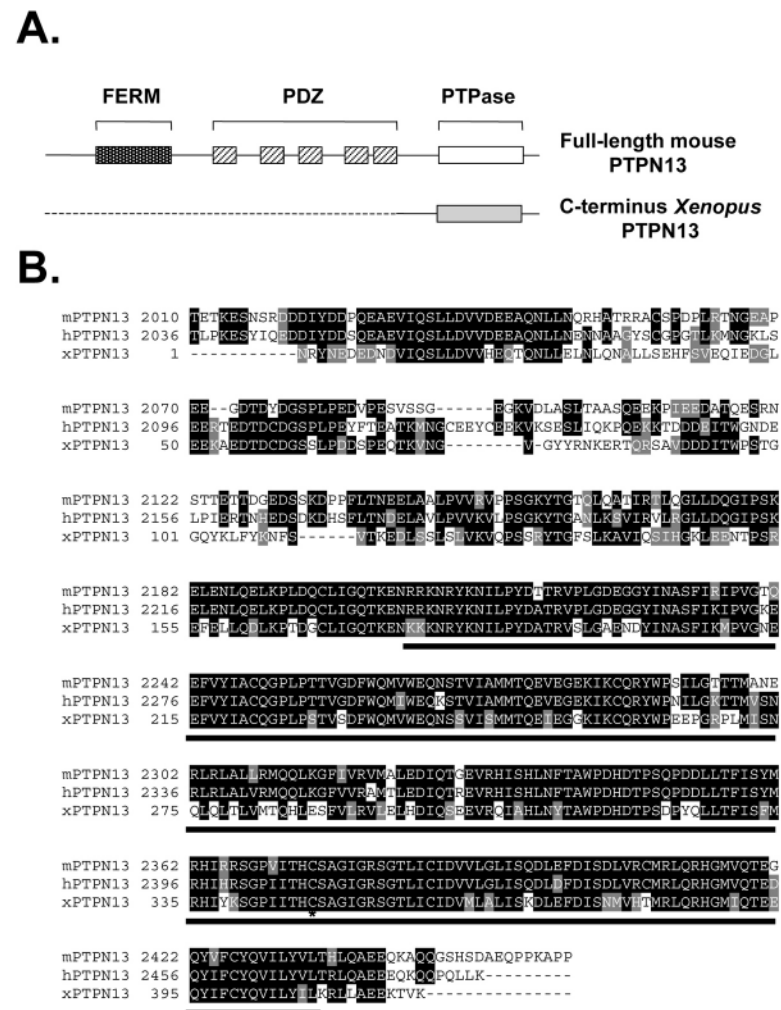 A.
FERM PDZ PTPase
Full-length mouse
PTPN13
C-terminus Xenopus
PTPN13
B.
mPTPN13 2010 TETKESNSRDDDIYDDPQEAEVIQSLLDVVDEEAQNLLNQRHATRRACSPDPLRTNGEAP
hPTPN13 2036 TLPKESYIQEDDIYDDSQEAEVIQSLLDVVDEEAQNLLNENNAAGYSCGPGTLKMNGKLS
xPTPN13 1 -----------NRYNEDEDNDVIQSLLDVVHEQTQNLLELNLQNALLSEHFSVEQIEDGL
mPTPN13 2070 EE--GDTDYDGSPLPEDVPESVSSG------EGKVDLASLTAASQEEKPIEEDATQESRN
hPTPN13 2096 EERTEDTDCDGSPLPEYFTEATKMNGCEEYCEEKVKSESLIQKPQEKKTDDDEITWGNDE
xPTPN13 50 EEKAEDTDCDGSSLPDDSPEQTKVNG--------V-GYYRNKERTQRSAVDDDITWPSTG
mPTPN13 2122 STTETTDGEDSSKDPPFLTNEELAALPVVRVPPSGKYTGTQLQATIRTLQGLLDQGIPSK
hPTPN13 2156 LPIERTNHEDSDKDHSFLTNDELAVLPVVKVLPSGKYTGANLKSVIRVLRGLLDQGIPSK
xPTPN13 101 GQYKLFYKNFS------VTKEDLSSLSLVKVQPSSRYTGFSLKAVIQSIHGKLEENTPSR
mPTPN13 2182 ELENLQELKPLDQCLIGQTKENRRKNRYKNILPYDTTRVPLGDEGGYINASFIRIPVGTQ
hPTPN13 2216 ELENLQELKPLDQCLIGQTKENRRKNRYKNILPYDATRVPLGDEGGYINASFIKIPVGKE
xPTPN13 155 EFELLQDLKPTDGCLIGQTKENKKKNRYKNILPYDATRVSLGAENDYINASFIKMPVGNE
mPTPN13 2242 EFVYIACQGPLPTTVGDFWQMVWEQNSTVIAMMTQEVEGEKIKCQRYWPSILGTTTMANE
hPTPN13 2276 EFVYIACQGPLPTTVGDFWQMIWEQKSTVIAMMTQEVEGEKIKCQRYWPNILGKTTMVSN
xPTPN13 215 EFVYIACQGPLPSTVSDFWQMVWEQNSSVISMMTQEIEGGKIKCQRYWPEEPGRPLMISN
mPTPN13 2302 RLRLALLRMQQLKGFIVRVMALEDIQTGEVRHISHLNFTAWPDHDTPSQPDDLLTFISYM
hPTPN13 2336 RLRLALVRMQQLKGFVVRAMTLEDIQTREVRHISHLNFTAWPDHDTPSQPDDLLTFISYM
xPTPN13 275 QLQLTLVMTQHLESFVLRVLELHDIQSEEVRQIAHLNYTAWPDHDTPSDPYQLLTFISFM
mPTPN13 2362 RHIRRSGPVITHCSAGIGRSGTLICIDVVLGLISQDLEFDISDLVRCMRLQRHGMVQTEG
hPTPN13 2396 RHIHRSGPIITHCSAGIGRSGTLICIDVVLGLISQDLDFDISDLVRCMRLQRHGMVQTED
xPTPN13 335 RHIYKSGPIITHCSAGIGRSGTLICIDVMLALISKDLEFDISNMVHTMRLQRHGMIQTEE
*
mPTPN13 2422 QYVFCYQVILYVLTHLQAEEQKAQQGSHSDAEQPPKAPP
hPTPN13 2456 QYIFCYQVILYVLTRLQAEEEQKQQPQLLK---------
xPTPN13 395 QYIFCYQVILYILKRLLAEEKTVK---------------